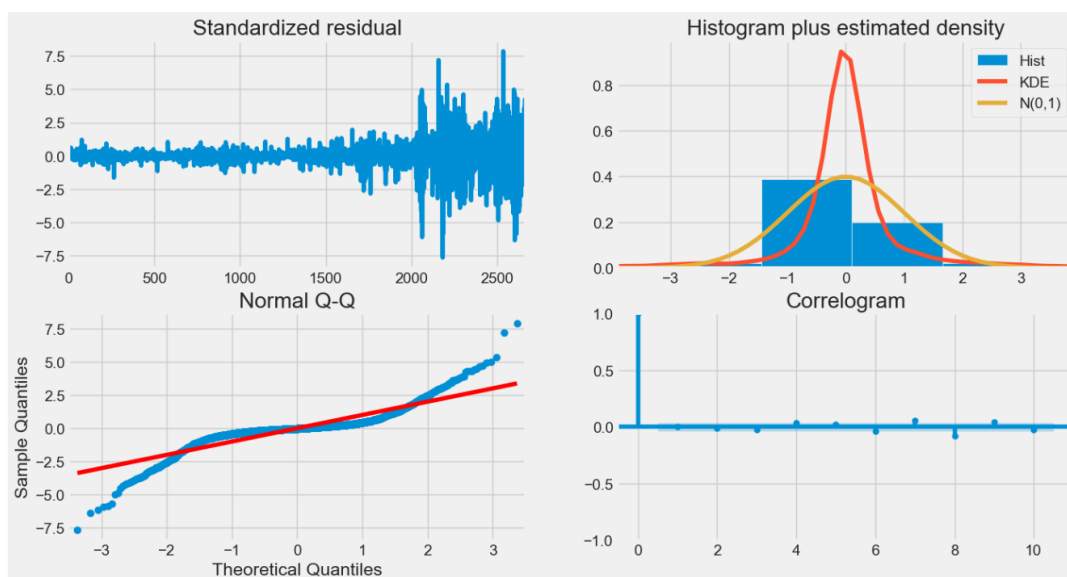 Standardized residual
7.5
5.0
2.5
0.0
−2.5
−5.0
−7.5
0 500 1000 1500 2000 2500
Histogram plus estimated density
Hist
KDE
N(0,1)
0.8
0.6
0.4
0.2
0.0
−3 −2 −1 0 1 2 3
Normal Q-Q
Sample Quantiles
7.5
5.0
2.5
0.0
−2.5
−5.0
−7.5
−3 −2 −1 0 1 2 3
Theoretical Quantiles
Correlogram
1.0
0.5
0.0
−0.5
−1.0
0 2 4 6 8 10